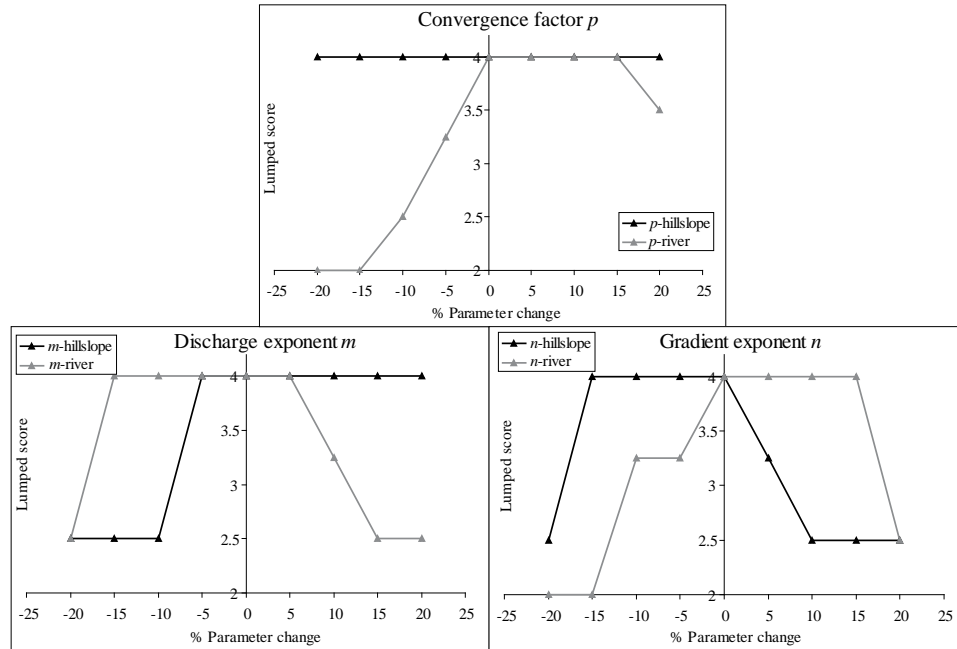 Convergence factor p
Lumped score
4
3.5
3
2.5
2
-25 -20 -15 -10 -5 0 5 10 15 20 25
% Parameter change
p-hillslope
p-river
Discharge exponent m
m-hillslope
m-river
Lumped score
4
3.5
3
2.5
2
-25 -20 -15 -10 -5 0 5 10 15 20 25
% Parameter change
Gradient exponent n
n-hillslope
n-river
Lumped score
4
3.5
3
2.5
2
-25 -20 -15 -10 -5 0 5 10 15 20 25
% Parameter change